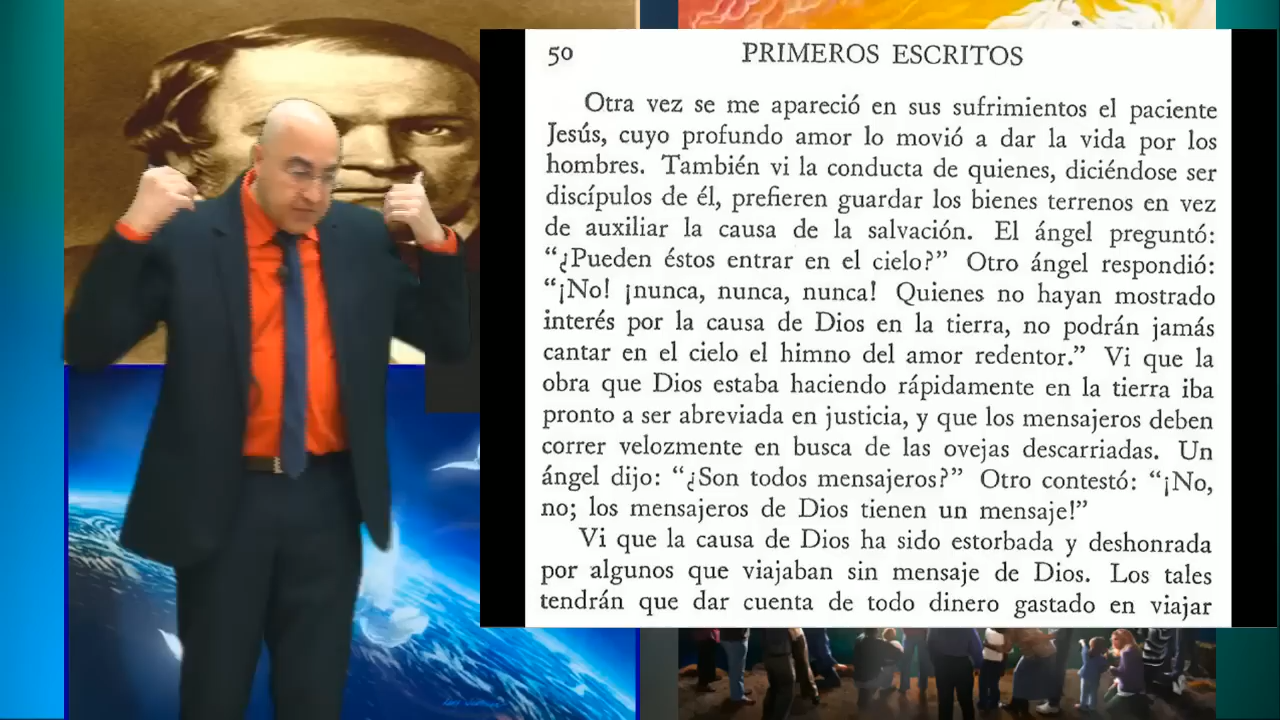 50 PRIMEROS ESCRITOS
Otra vez se me apareció en sus sufrimientos el paciente
Jesús, cuyo profundo amor lo movió a dar la vida por los
hombres. También vi la conducta de quienes, diciéndose ser
discípulos de él, prefieren guardar los bienes terrenos en vez
de auxiliar la causa de la salvación. El ángel preguntó:
“¿Pueden éstos entrar en el cielo?” Otro ángel respondió:
“¡No! ¡nunca, nunca, nunca! Quienes no hayan mostrado
interés por la causa de Dios en la tierra, no podrán jamás
cantar en el cielo el himno del amor redentor.” Vi que la
obra que Dios estaba haciendo rápidamente en la tierra iba
pronto a ser abreviada en justicia, y que los mensajeros deben
correr velozmente en busca de las ovejas descarriadas. Un
ángel dijo: “¿Son todos mensajeros?” Otro contestó: “¡No,
no; los mensajeros de Dios tienen un mensaje!”
Vi que la causa de Dios ha sido estorbada y deshonrada
por algunos que viajaban sin mensaje de Dios. Los tales
tendrán que dar cuenta de todo dinero gastado en viajar